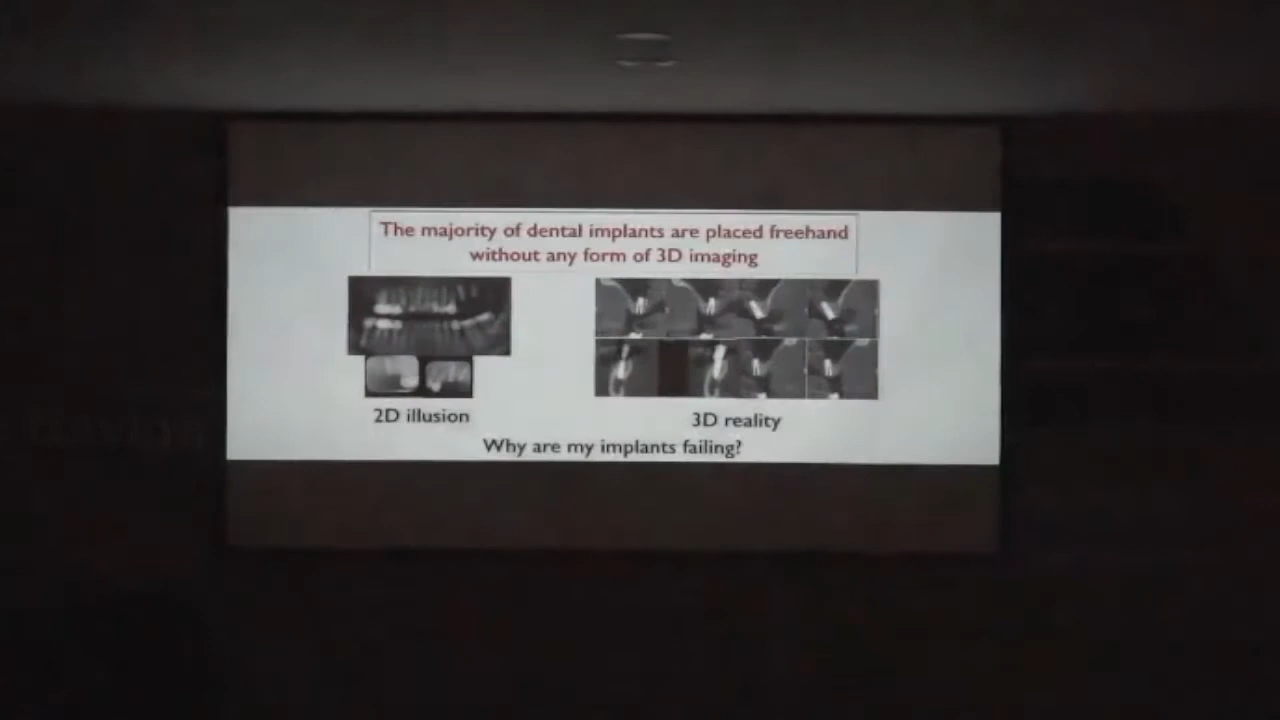 The majority of dental implants are placed freehand
without any form of 3D imaging
2D illusion
3D reality
Why are my implants failing?